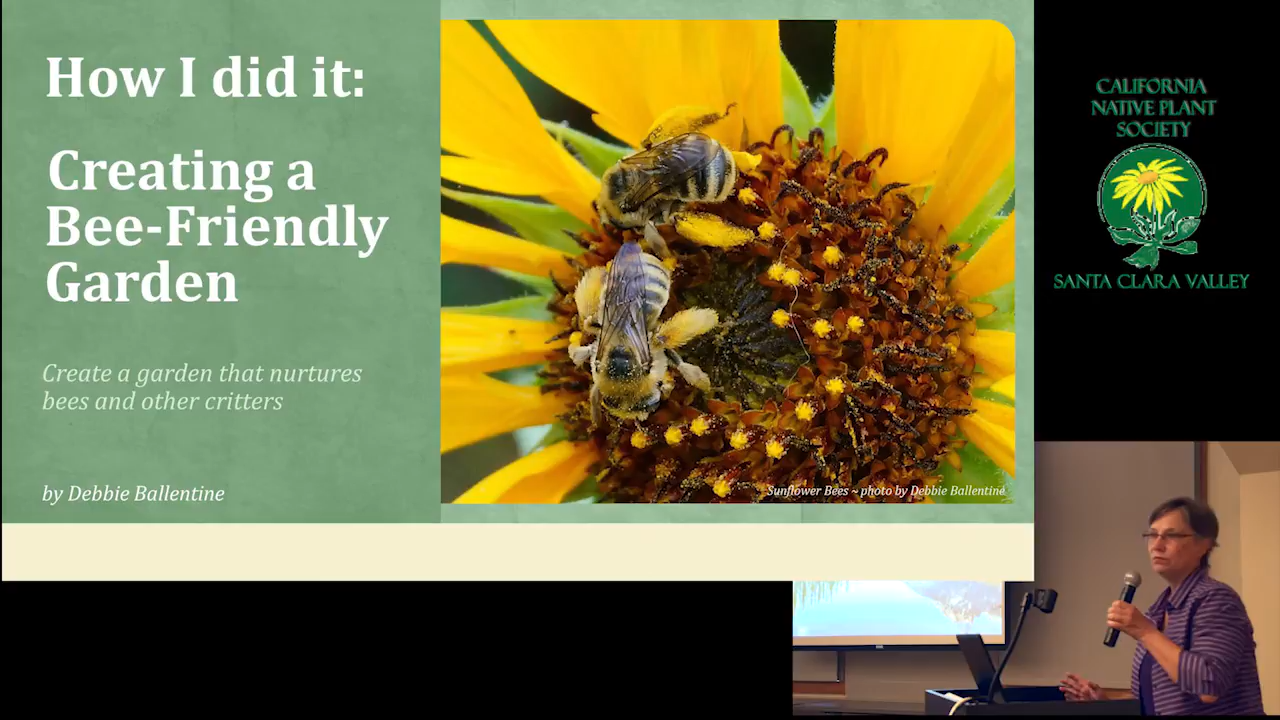 How I did it:
Creating a
Bee-Friendly
Garden
Create a garden that nurtures
bees and other critters
by Debbie Ballentine
Sunflower Bees ~ photo by Debbie Ballentine
CALIFORNIA
NATIVE PLANT
SOCIETY
SANTA CLARA VALLEY